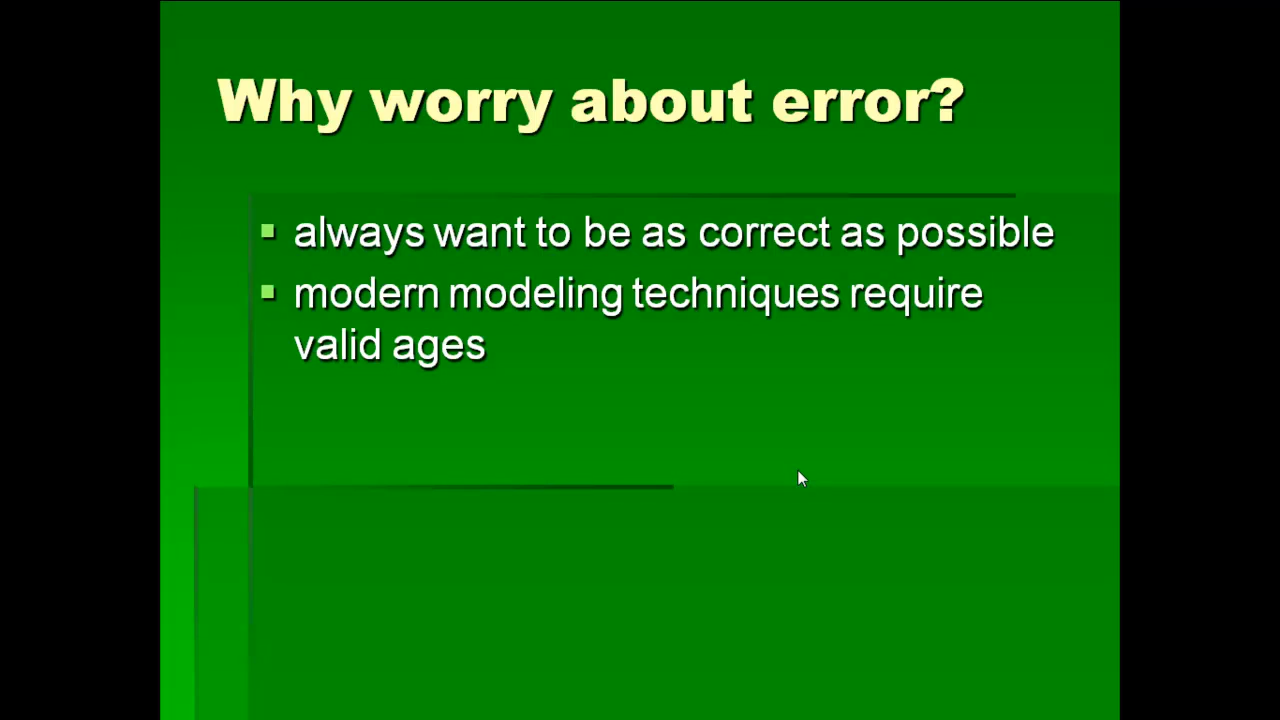 Why worry about error?
always want to be as correct as possible
modern modeling techniques require
valid ages